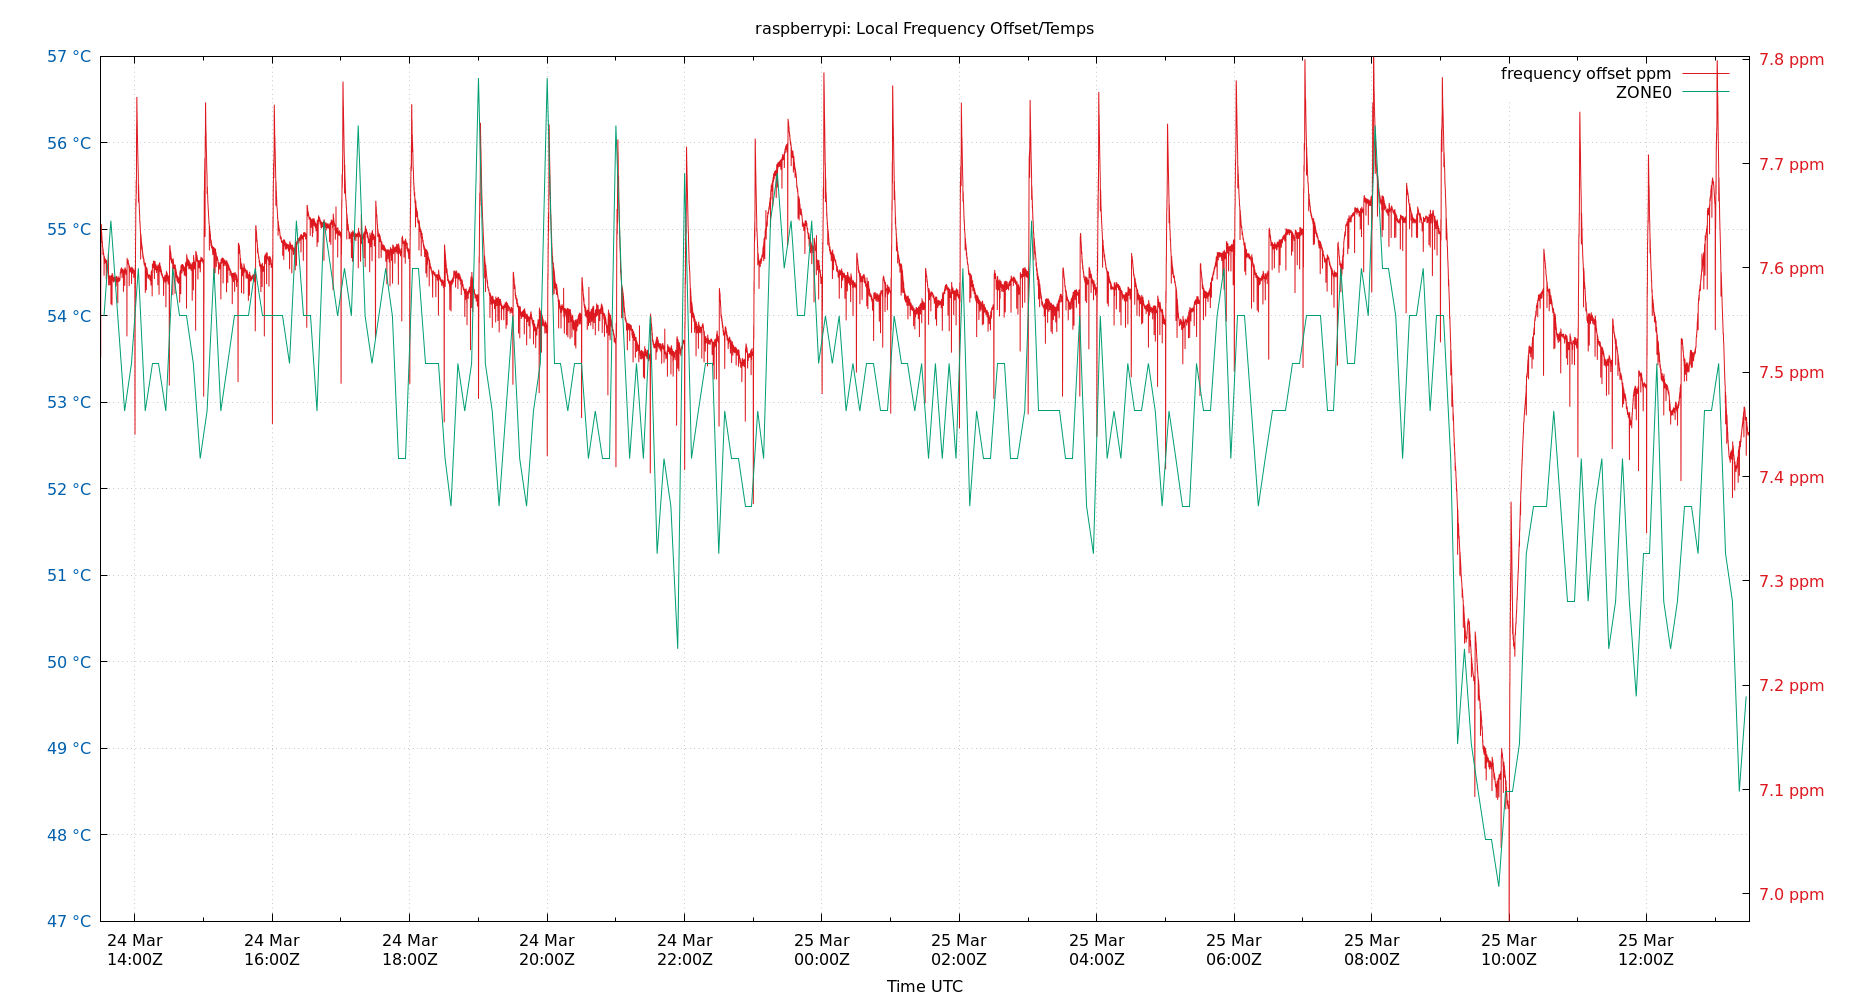 raspberrypi: Local Frequency Offset/Temps
57 °C
56 °C
55 °C
54 °C
53 °C
52 °C
51 °C
50 °C
49 °C
48 °C
47 °C
frequency offset ppm
ZONE0
7.8 ppm
7.7 ppm
7.6 ppm
7.5 ppm
7.4 ppm
7.3 ppm
7.2 ppm
7.1 ppm
7.0 ppm
24 Mar 24 Mar 24 Mar 24 Mar 24 Mar 25 Mar 25 Mar 25 Mar 25 Mar 25 Mar 25 Mar 25 Mar
14:00Z 16:00Z 18:00Z 20:00Z 22:00Z 00:00Z 02:00Z 04:00Z 06:00Z 08:00Z 10:00Z 12:00Z
Time UTC